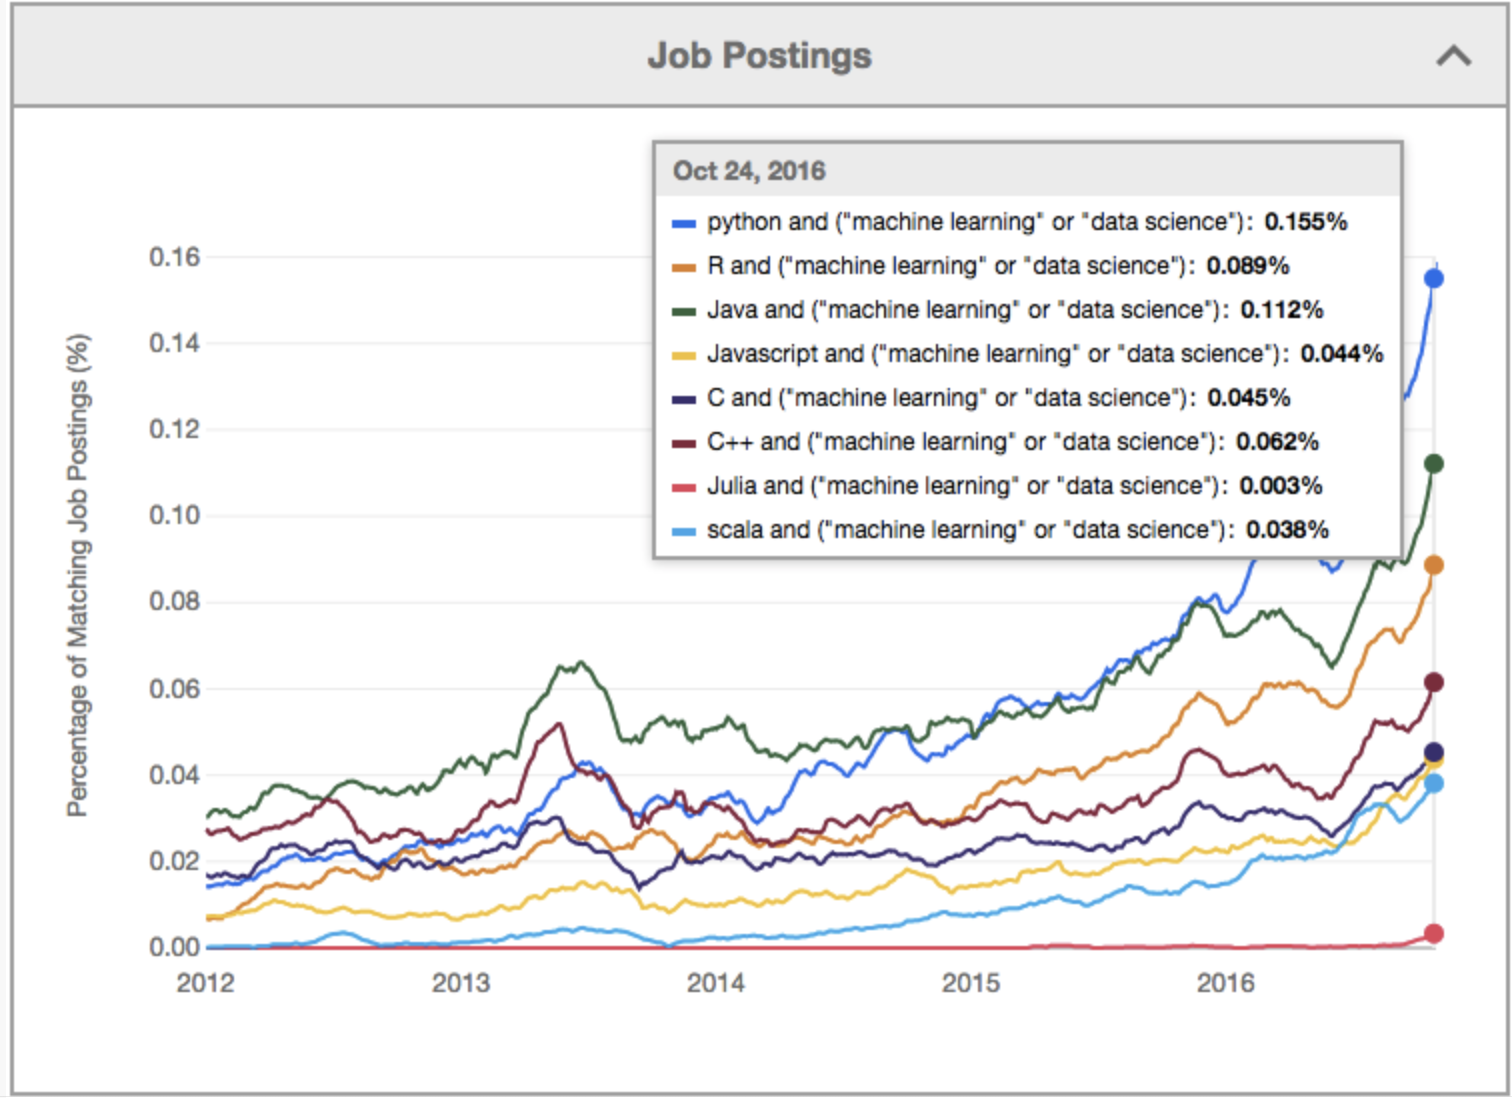 Job Postings
Oct 24, 2016
python and ("machine learning" or "data science"): 0.155%
R and ("machine learning" or "data science"): 0.089%
Java and ("machine learning" or "data science"): 0.112%
Javascript and ("machine learning" or "data science"): 0.044%
C and ("machine learning" or "data science"): 0.045%
C++ and ("machine learning" or "data science"): 0.062%
Julia and ("machine learning" or "data science"): 0.003%
scala and ("machine learning" or "data science"): 0.038%
Percentage of Matching Job Postings (%)
0.16
0.14
0.12
0.10
0.08
0.06
0.04
0.02
0.00
2012 2013 2014 2015 2016